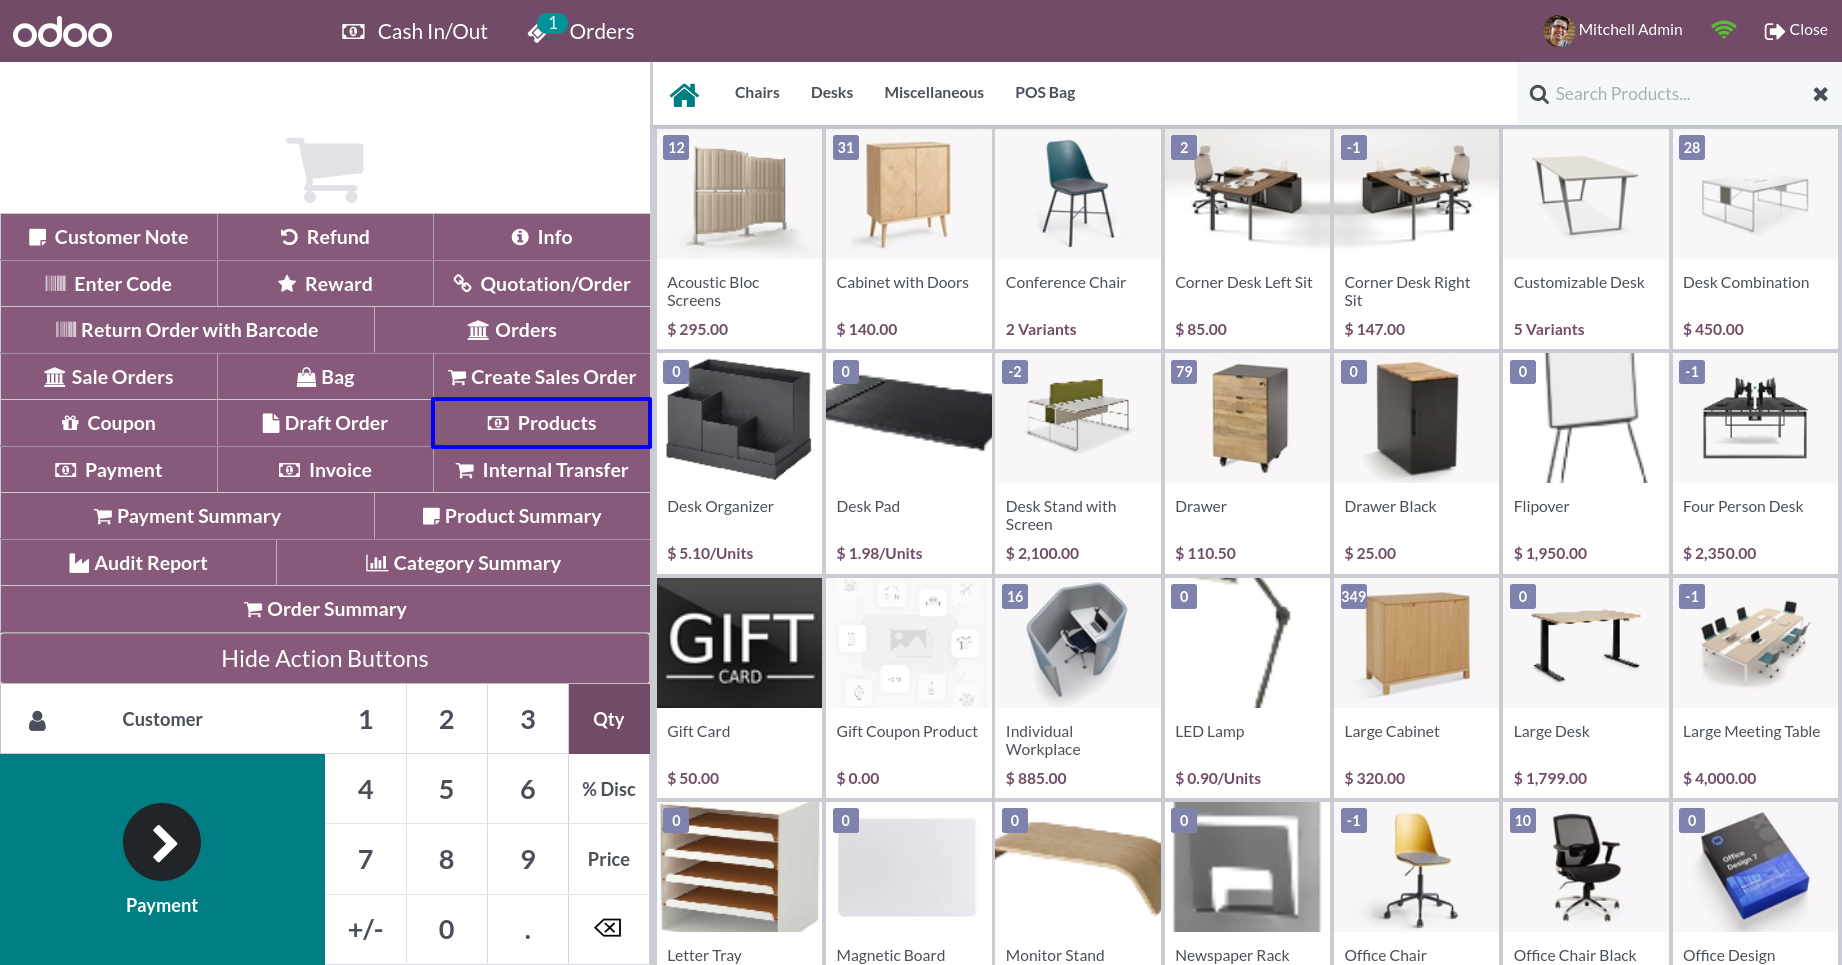 odoo
Cash In/Out
1
Orders
Mitchell Admin
Close
Customer Note
Refund
Info
Enter Code
Reward
Quotation/Order
Return Order with Barcode
Orders
Sale Orders
Bag
Create Sales Order
Coupon
Draft Order
Products
Payment
Invoice
Internal Transfer
Payment Summary
Product Summary
Audit Report
Category Summary
Order Summary
Hide Action Buttons
Customer
1
2
3
Qty
4
5
6
% Disc
7
8
9
Price
Payment
+/-
0
.
Chairs
Desks
Miscellaneous
POS Bag
Search Products...
12
Acoustic Bloc
Screens
$ 295.00
31
Cabinet with Doors
$ 140.00
Conference Chair
2 Variants
2
Corner Desk Left Sit
$ 85.00
-1
Corner Desk Right
Sit
$ 147.00
Customizable Desk
5 Variants
28
Desk Combination
$ 450.00
0
Desk Organizer
$ 5.10/Units
0
Desk Pad
$ 1.98/Units
-2
Desk Stand with
Screen
$ 2,100.00
79
Drawer
$ 110.50
0
Drawer Black
$ 25.00
0
Flipover
$ 1,950.00
-1
Four Person Desk
$ 2,350.00
GIFT
CARD
Gift Card
$ 50.00
Gift Coupon Product
$ 0.00
16
Individual
Workplace
$ 885.00
0
LED Lamp
$ 0.90/Units
349
Large Cabinet
$ 320.00
0
Large Desk
$ 1,799.00
-1
Large Meeting Table
$ 4,000.00
0
Letter Tray
0
Magnetic Board
0
Monitor Stand
0
Newspaper Rack
-1
Office Chair
10
Office Chair Black
0
Office
Design 7
Office Design